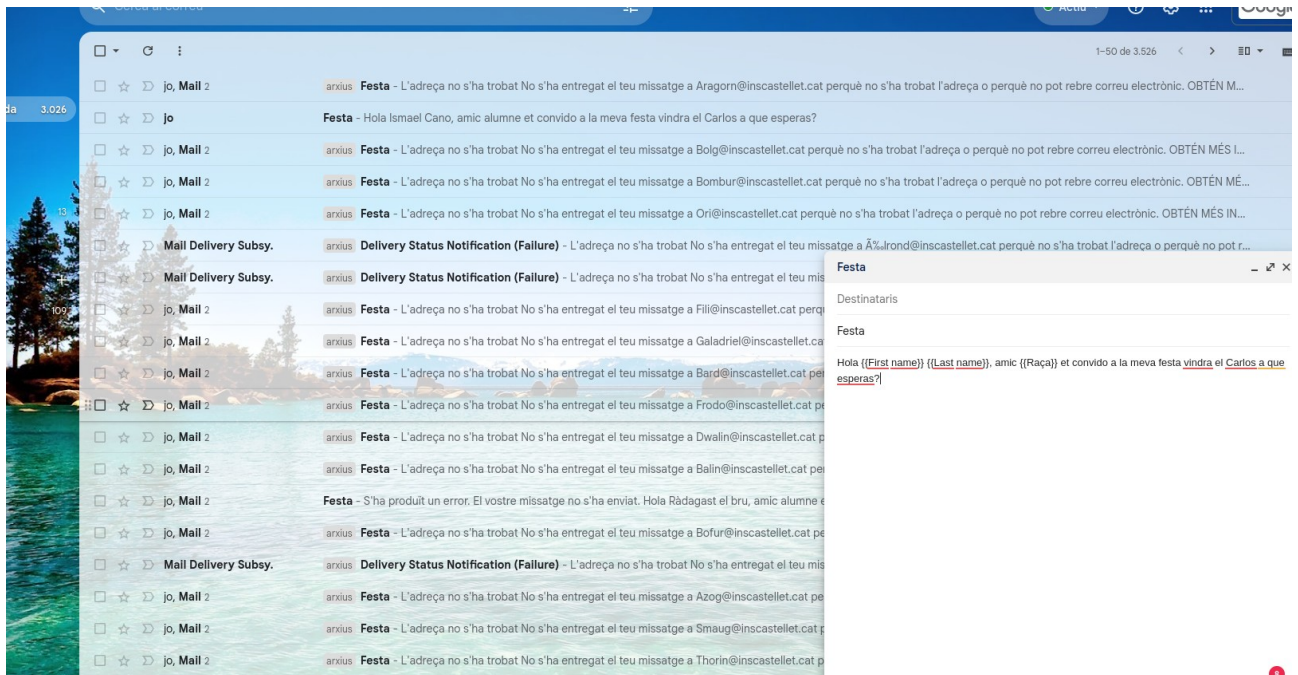 Cerca al correu
Actiu
Google
1–50 de 3.526
jo, Mail 2 arxius Festa - L'adreça no s'ha trobat No s'ha entregat el teu missatge a Aragorn@inscastellet.cat perquè no s'ha trobat l'adreça o perquè no pot rebre correu electrònic. OBTÉN M...
da 3.026
jo Festa - Hola Ismael Cano, amic alumne et convido a la meva festa vindra el Carlos a que esperas?
jo, Mail 2 arxius Festa - L'adreça no s'ha trobat No s'ha entregat el teu missatge a Bolg@inscastellet.cat perquè no s'ha trobat l'adreça o perquè no pot rebre correu electrònic. OBTÉN MÉS I...
jo, Mail 2 arxius Festa - L'adreça no s'ha trobat No s'ha entregat el teu missatge a Bombur@inscastellet.cat perquè no s'ha trobat l'adreça o perquè no pot rebre correu electrònic. OBTÉN MÉ...
13 jo, Mail 2 arxius Festa - L'adreça no s'ha trobat No s'ha entregat el teu missatge a Ori@inscastellet.cat perquè no s'ha trobat l'adreça o perquè no pot rebre correu electrònic. OBTÉN MÉS IN...
Mail Delivery Subsy. arxius Delivery Status Notification (Failure) - L'adreça no s'ha trobat No s'ha entregat el teu missatge a Ã‰lrond@inscastellet.cat perquè no s'ha trobat l'adreça o perquè no pot r...
Mail Delivery Subsy. arxius Delivery Status Notification (Failure) - L'adreça no s'ha trobat No s'ha entregat el teu mis
109 jo, Mail 2 arxius Festa - L'adreça no s'ha trobat No s'ha entregat el teu missatge a Fili@inscastellet.cat perqu
jo, Mail 2 arxius Festa - L'adreça no s'ha trobat No s'ha entregat el teu missatge a Galadriel@inscastellet.ca
jo, Mail 2 arxius Festa - L'adreça no s'ha trobat No s'ha entregat el teu missatge a Bard@inscastellet.cat per
jo, Mail 2 arxius Festa - L'adreça no s'ha trobat No s'ha entregat el teu missatge a Frodo@inscastellet.cat pe
jo, Mail 2 arxius Festa - L'adreça no s'ha trobat No s'ha entregat el teu missatge a Dwalin@inscastellet.cat p
jo, Mail 2 arxius Festa - L'adreça no s'ha trobat No s'ha entregat el teu missatge a Balin@inscastellet.cat per
jo, Mail 2 Festa - S'ha produït un error. El vostre missatge no s'ha enviat. Hola Ràdagast el bru, amic alumne e
jo, Mail 2 arxius Festa - L'adreça no s'ha trobat No s'ha entregat el teu missatge a Bofur@inscastellet.cat pe
Mail Delivery Subsy. arxius Delivery Status Notification (Failure) - L'adreça no s'ha trobat No s'ha entregat el teu mis
jo, Mail 2 arxius Festa - L'adreça no s'ha trobat No s'ha entregat el teu missatge a Azog@inscastellet.cat pe
jo, Mail 2 arxius Festa - L'adreça no s'ha trobat No s'ha entregat el teu missatge a Smaug@inscastellet.cat p
jo, Mail 2 arxius Festa - L'adreça no s'ha trobat No s'ha entregat el teu missatge a Thorin@inscastellet.cat p
Festa
Destinataris
Festa
Hola {{First name}} {{Last name}}, amic {{Raça}} et convido a la meva festa vindra el Carlos a que
esperas?